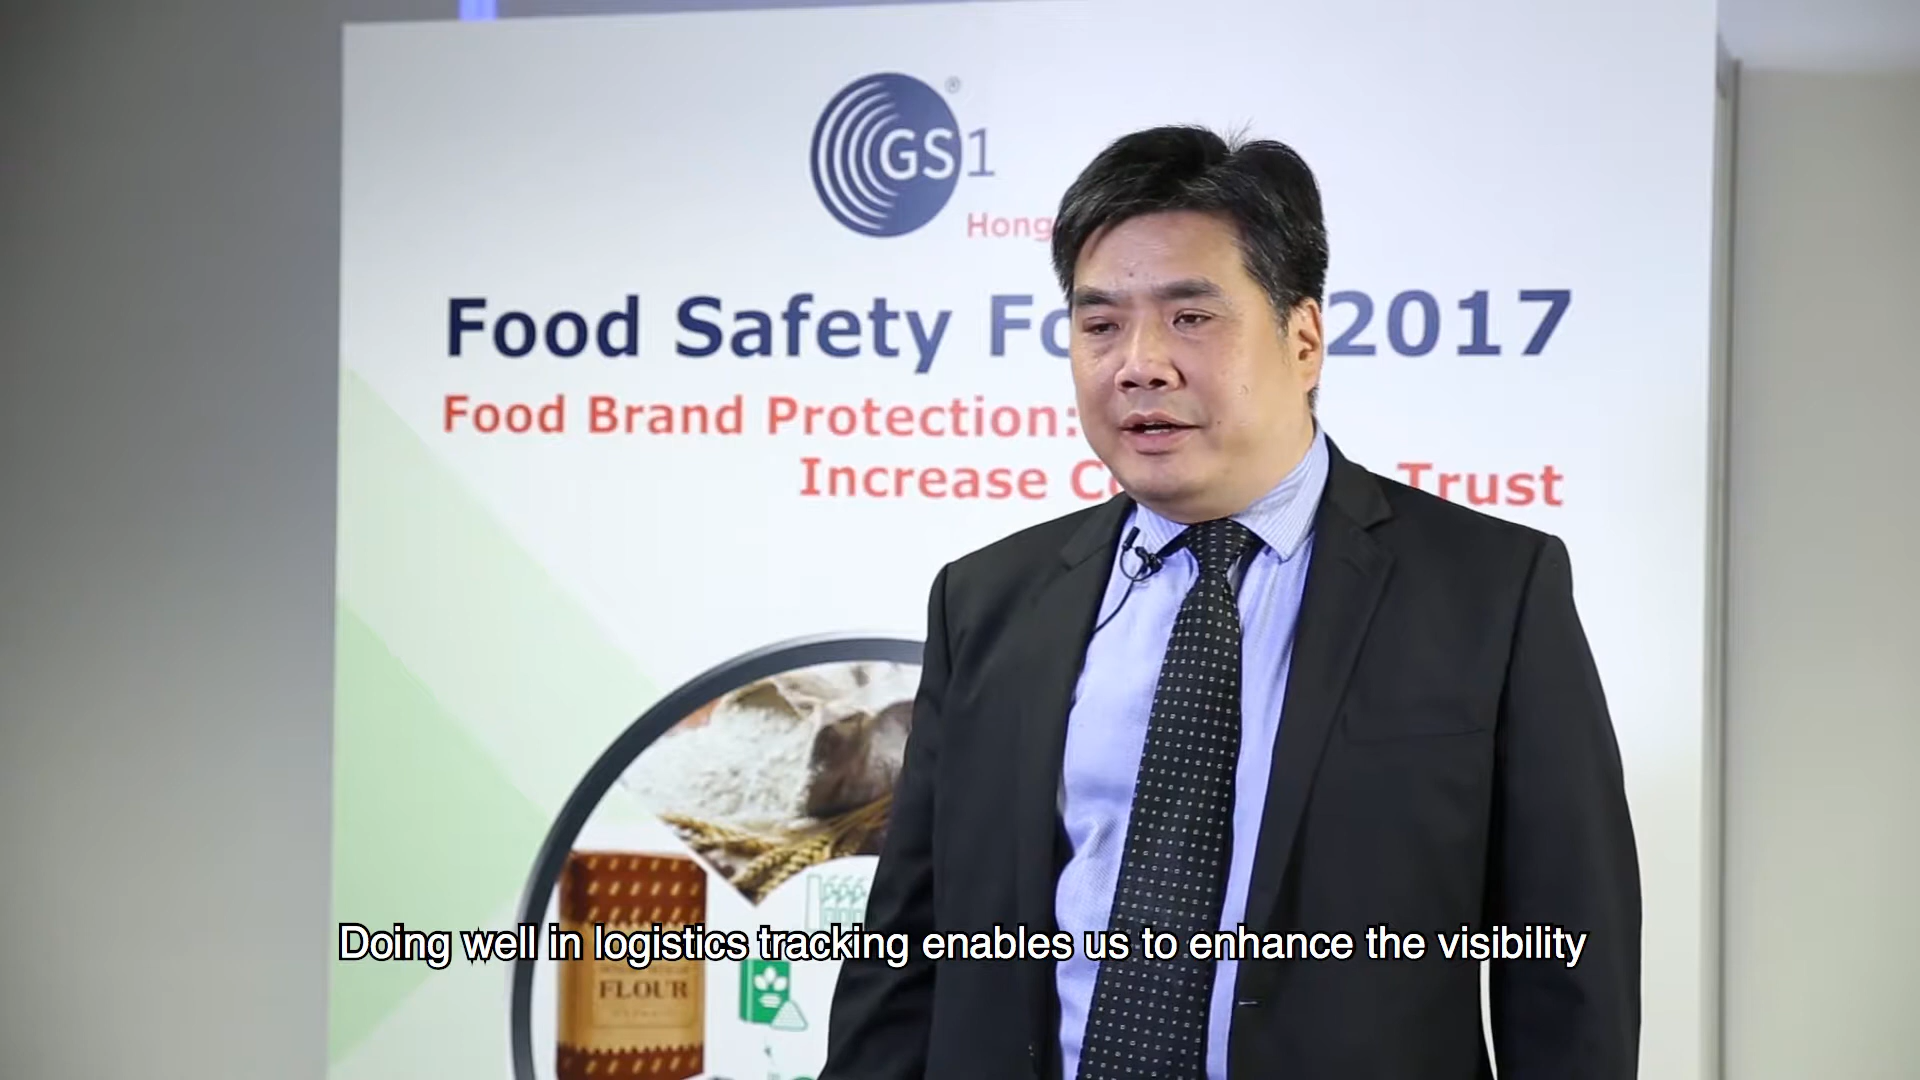 GS1
Hong
Food Safety Fo 2017
Food Brand Protection:
Increase Co Trust
FLOUR
Doing well in logistics tracking enables us to enhance the visibility